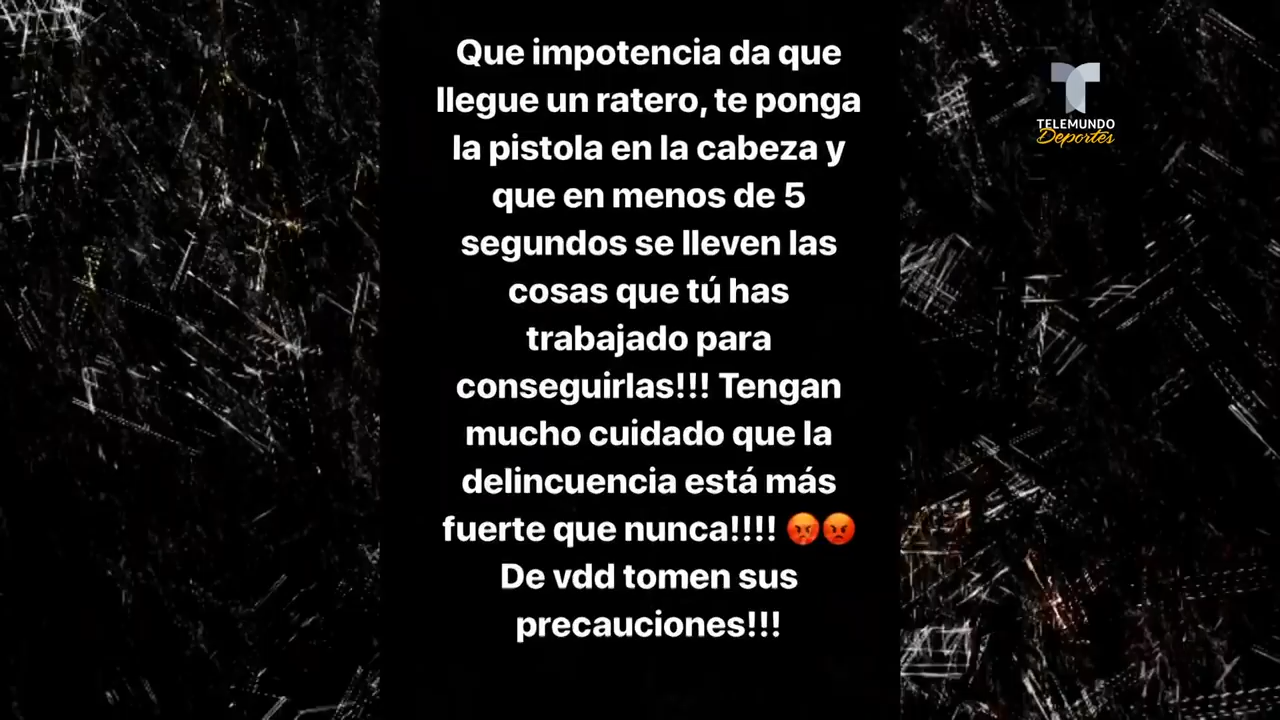 Que impotencia da que
llegue un ratero, te ponga
la pistola en la cabeza y
que en menos de 5
segundos se lleven las
cosas que tú has
trabajado para
conseguirlas!!! Tengan
mucho cuidado que la
delincuencia está más
fuerte que nunca!!!! 😡😡
De vdd tomen sus
precauciones!!!
TELEMUNDO
Deportes